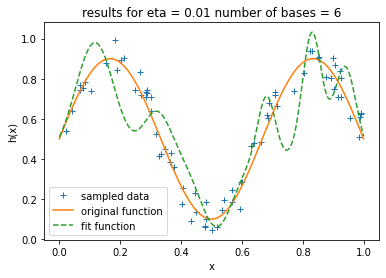 results for eta = 0.01 number of bases = 6
h(x)
1.0
0.8
0.6
0.4
0.2
0.0
sampled data
original function
fit function
0.0 0.2 0.4 0.6 0.8 1.0
x